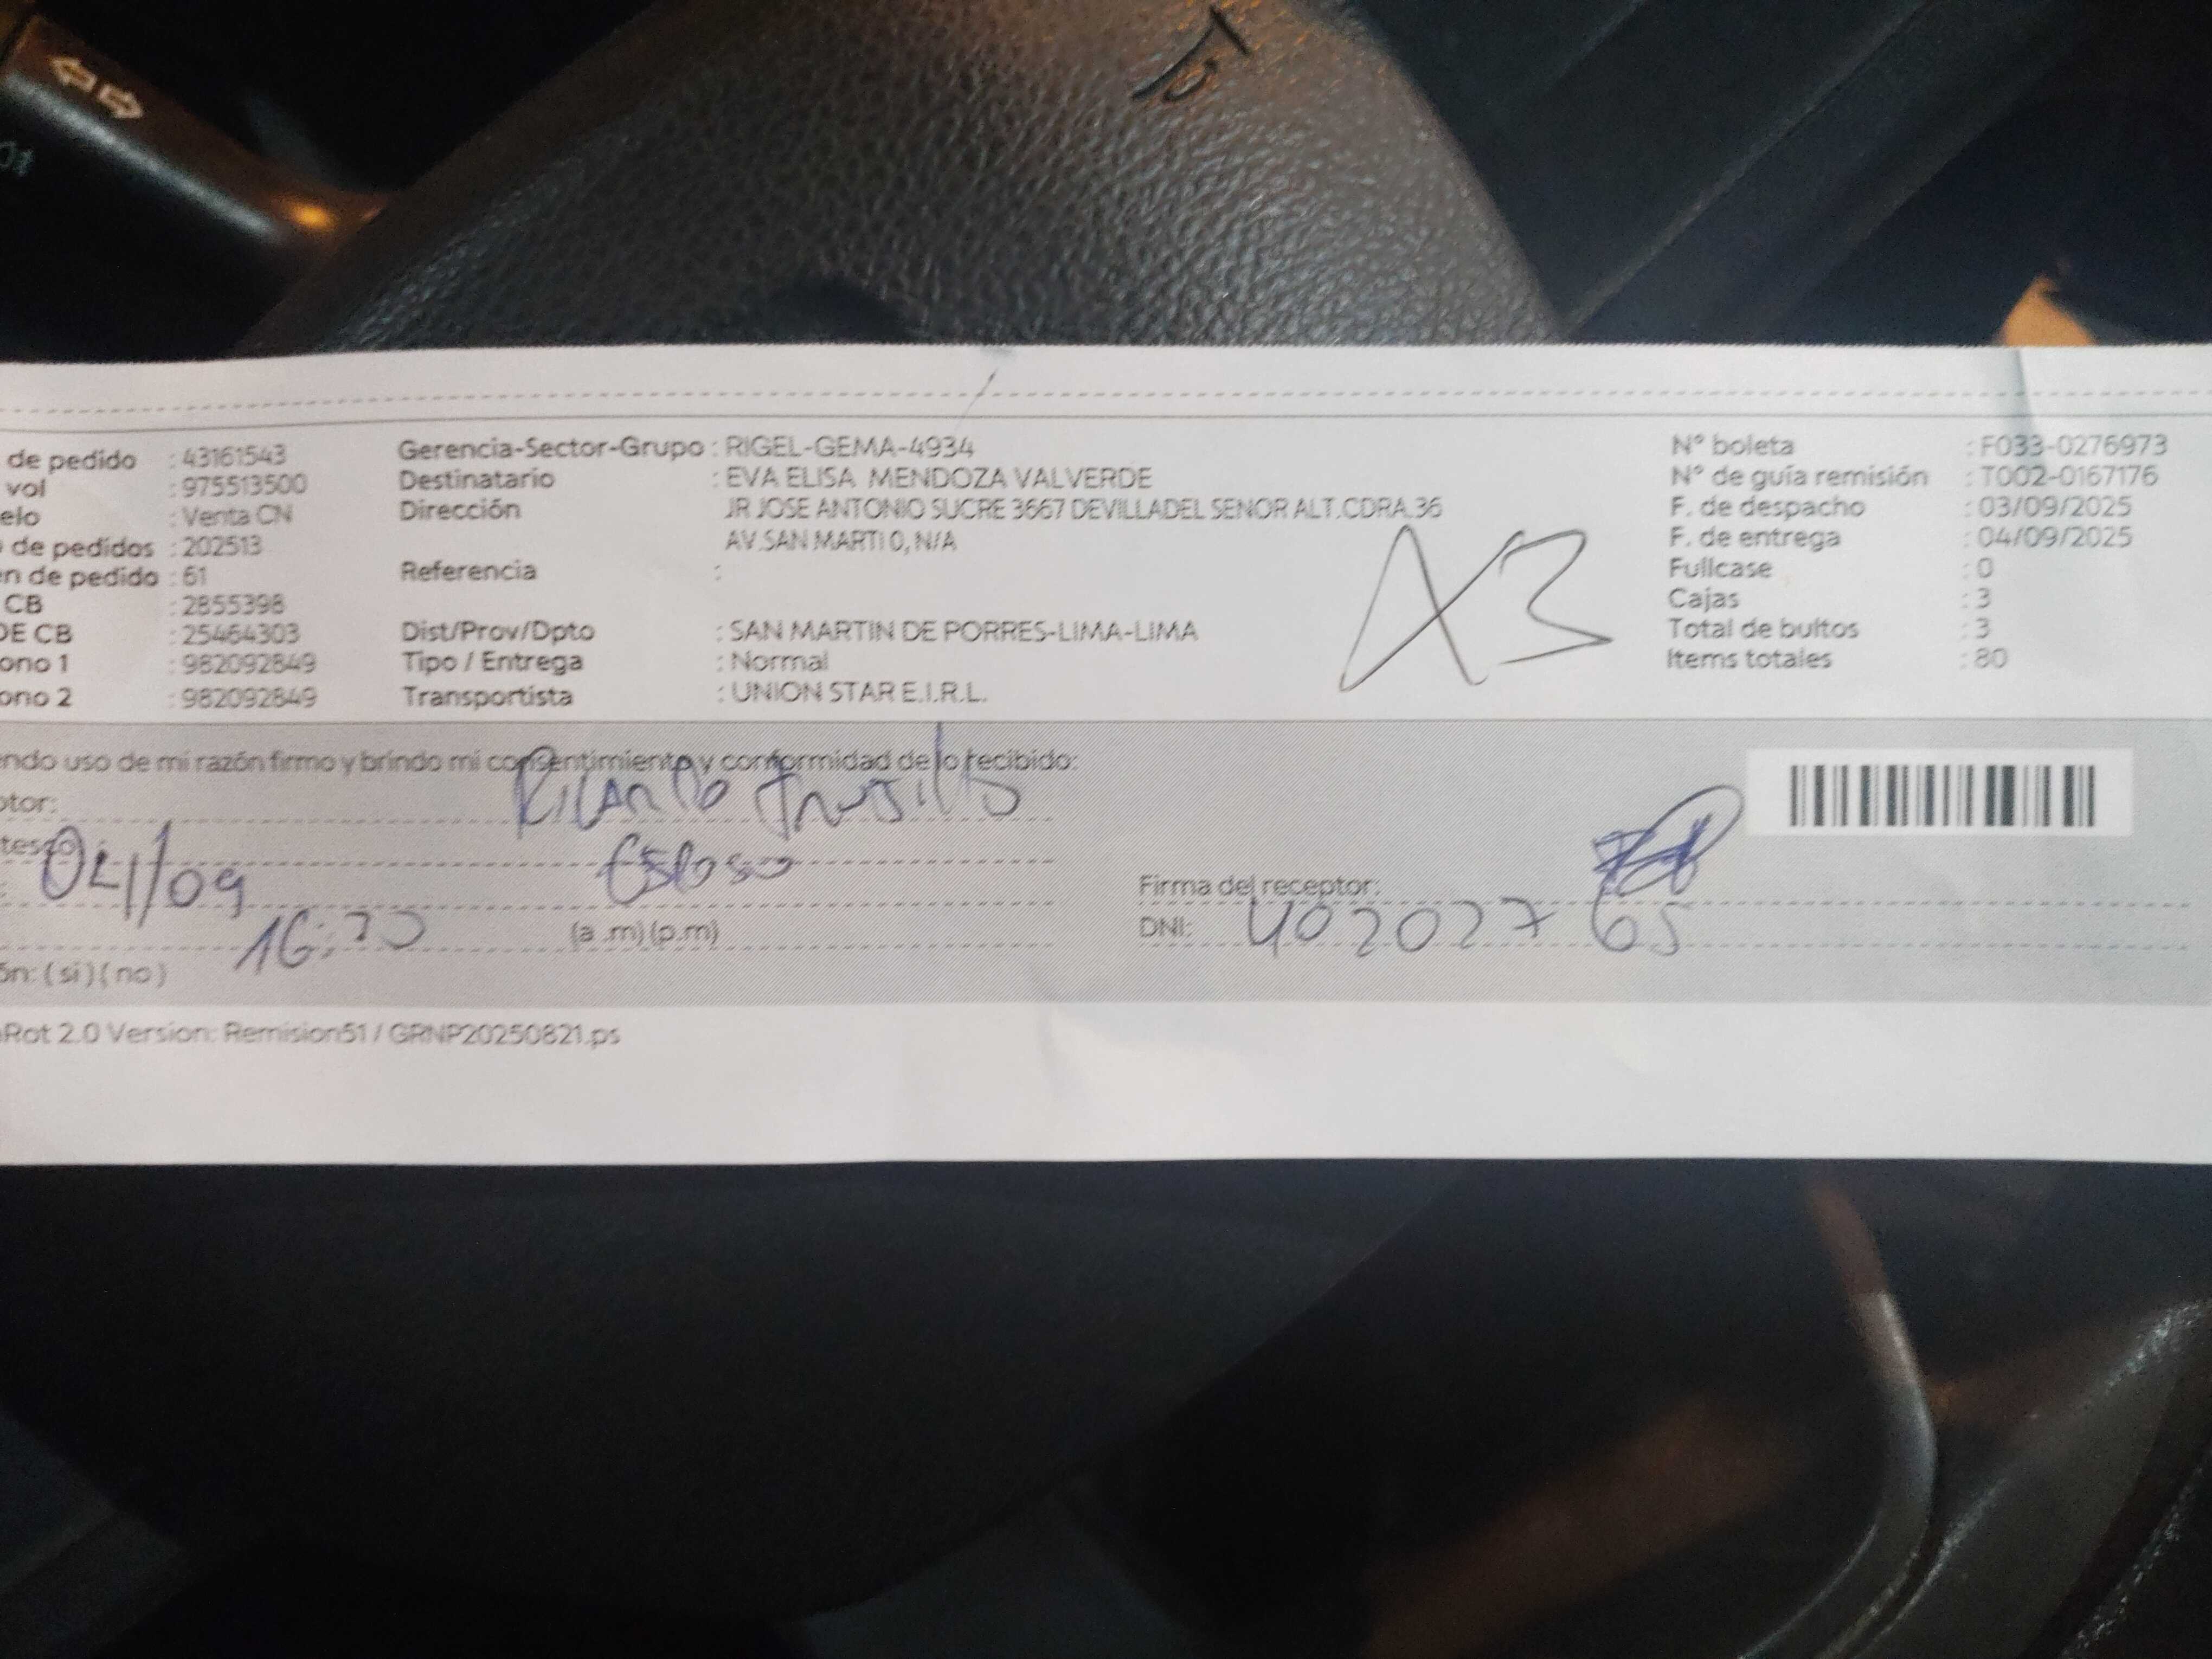 de pedido : 43161543
vol : 975513500
elo : Venta CN
de pedidos : 202513
n de pedido : 61
CB : 2855398
DE CB : 25464303
ono 1 : 982092849
ono 2 : 982092849
Gerencia-Sector-Grupo : RIGEL-GEMA-4934
Destinatario : EVA ELISA MENDOZA VALVERDE
Dirección : JR JOSE ANTONIO SUCRE 3667 DEVILLADEL SENOR ALT.CDRA.36
AV.SAN MARTI 0, N/A
Referencia :
Dist/Prov/Dpto : SAN MARTIN DE PORRES-LIMA-LIMA
Tipo / Entrega : Normal
Transportista : UNION STAR E.I.R.L.
N° boleta : F033-0276973
N° de guía remisión : T002-0167176
F. de despacho : 03/09/2025
F. de entrega : 04/09/2025
Fullcase : 0
Cajas : 3
Total de bultos : 3
Items totales : 80
ndo uso de mi razón firmo y brindo mi consentimiento y conformidad de lo recibido:
ptor: Ricardo Trujillo
tesco : Esposo
04/09
16: (a .m) (p.m)
ón: ( si ) ( no )
Firma del receptor:
DNI: 40202765
Rot 2.0 Version: Remision51 / GRNP20250821.ps